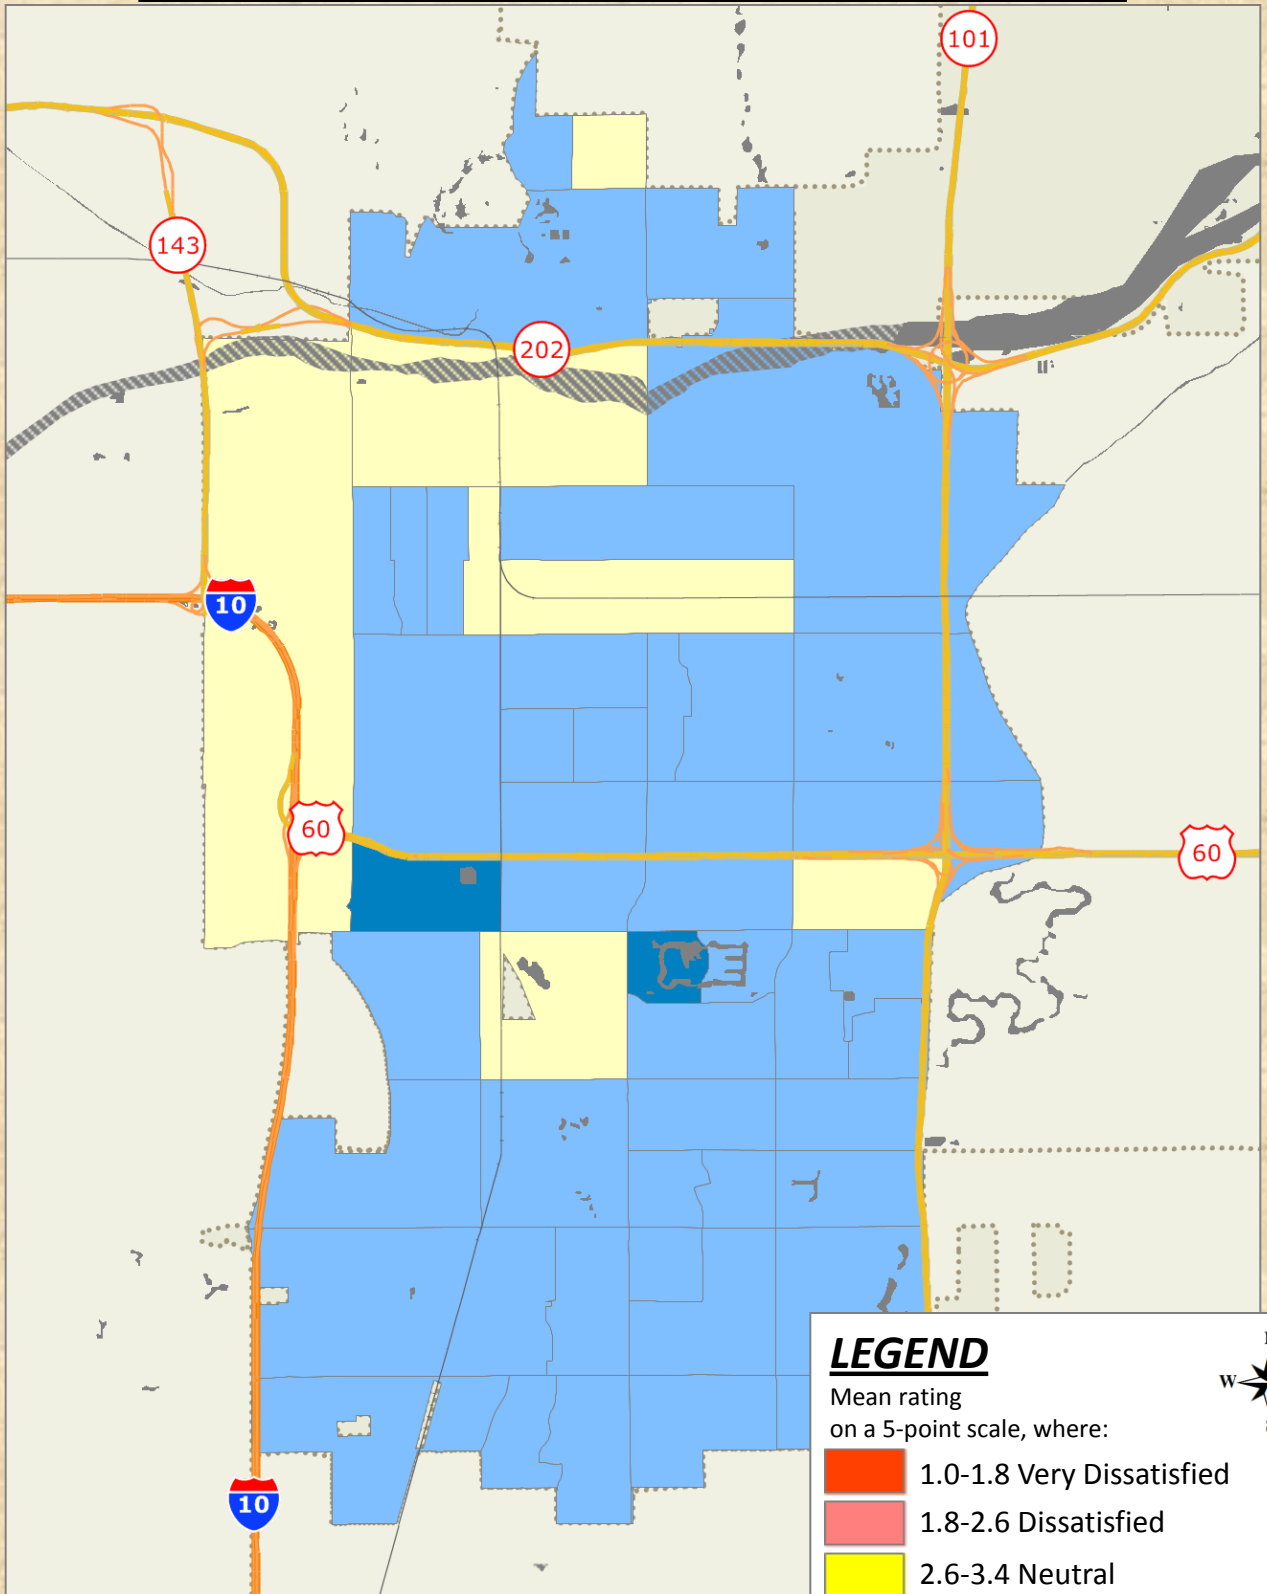 101
143
202
10
60
60
10
LEGEND
W
Mean rating
on a 5-point scale, where:
1.0-1.8 Very Dissatisfied
1.8-2.6 Dissatisfied
2.6-3.4 Neutral